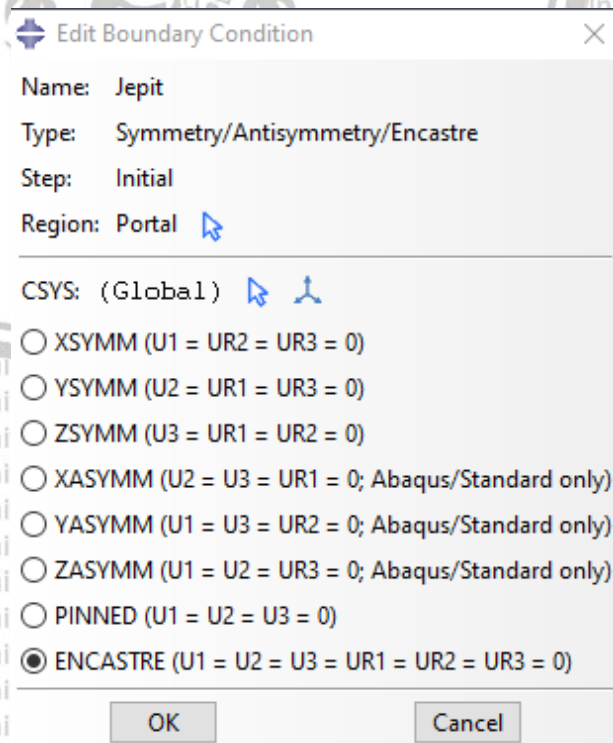 Edit Boundary Condition
Name: Jepit
Type: Symmetry/Antisymmetry/Encastre
Step: Initial
Region: Portal
CSYS: (Global)
XSYMM (U1 = UR2 = UR3 = 0)
YSYMM (U2 = UR1 = UR3 = 0)
ZSYMM (U3 = UR1 = UR2 = 0)
XASYMM (U2 = U3 = UR1 = 0; Abaqus/Standard only)
YASYMM (U1 = U3 = UR2 = 0; Abaqus/Standard only)
ZASYMM (U1 = U2 = UR3 = 0; Abaqus/Standard only)
PINNED (U1 = U2 = U3 = 0)
ENCASTRE (U1 = U2 = U3 = UR1 = UR2 = UR3 = 0)
OK Cancel